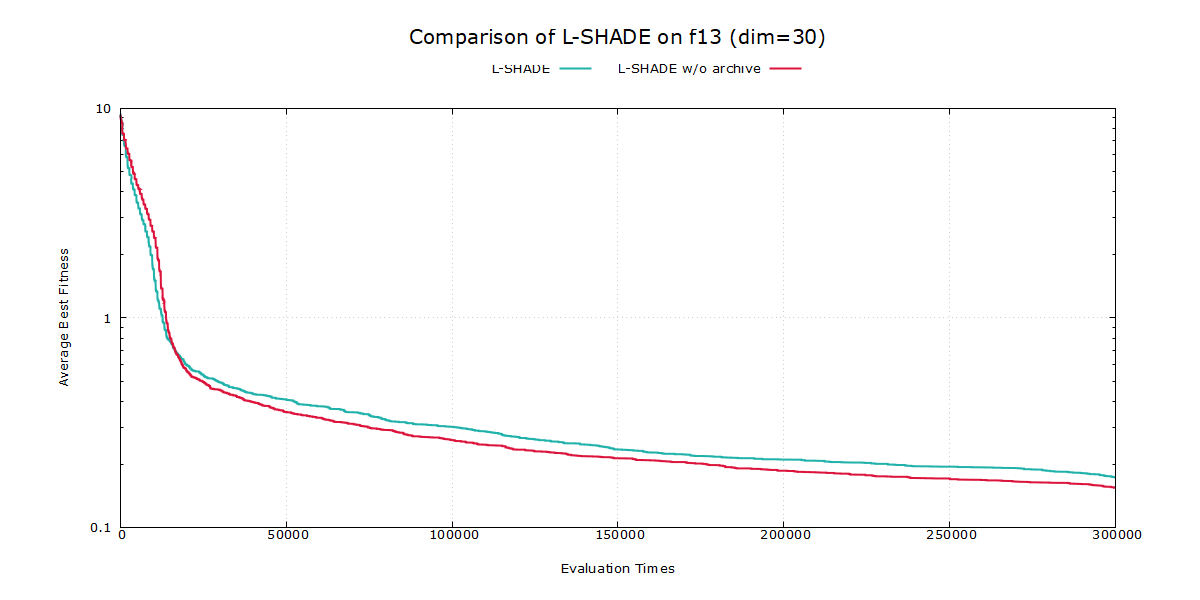 Comparison of L-SHADE on f13 (dim=30)
L-SHADE L-SHADE w/o archive
10
1
0.1
Average Best Fitness
0 50000 100000 150000 200000 250000 300000
Evaluation Times